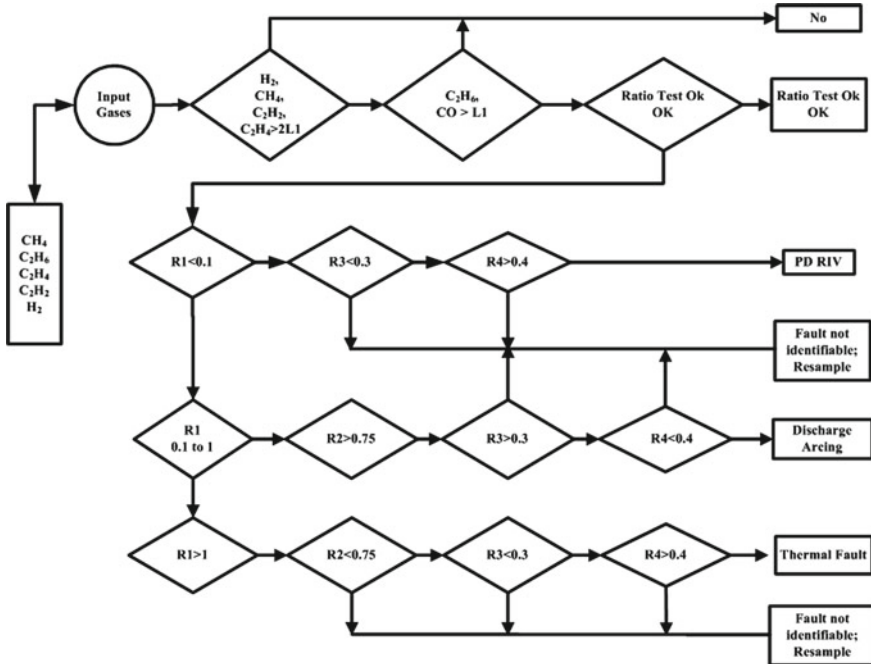 No
Input
Gases
H₂,
CH₄,
C₂H₂,
C₂H₄>2L1
C₂H₆,
CO > L1
Ratio Test Ok
OK
Ratio Test Ok
OK
CH₄
C₂H₆
C₂H₄
C₂H₂
H₂
R1<0.1
R3<0.3
R4>0.4
PD RIV
Fault not
identifiable;
Resample
R1
0.1 to 1
R2>0.75
R3>0.3
R4<0.4
Discharge
Arcing
R1>1
R2<0.75
R3<0.3
R4>0.4
Thermal Fault
Fault not
identifiable;
Resample